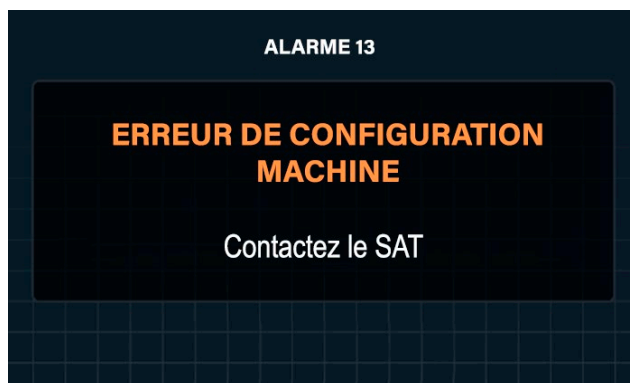 ALARME 13
ERREUR DE CONFIGURATION
MACHINE
Contactez le SAT